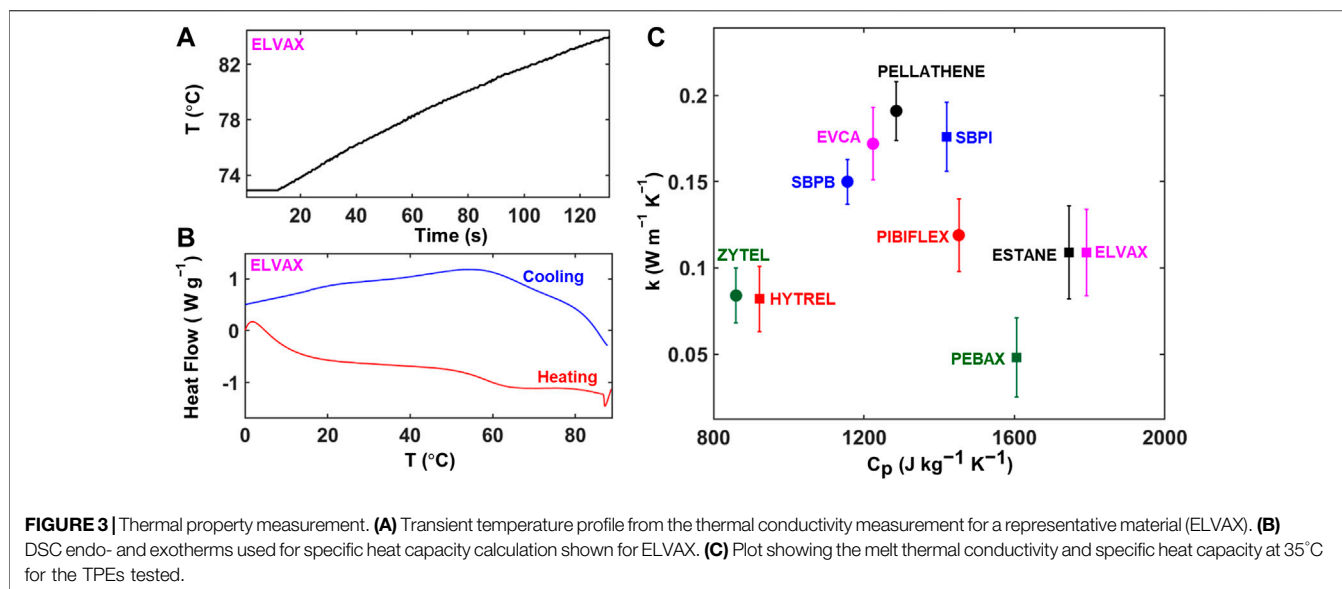 A
ELVAX
T (°C)
82
78
74
20 40 60 80 100 120
Time (s)
B
ELVAX
Cooling
Heating
Heat Flow ( W g⁻¹)
1
0
-1
0 20 40 60 80
T (°C)
C
PELLATHENE
EVCA
SBPI
SBPB
PIBIFLEX
ESTANE
ELVAX
ZYTEL
HYTREL
PEBAX
k (W m⁻¹ K⁻¹)
0.2
0.15
0.1
0.05
800 1200 1600 2000
Cₚ (J kg⁻¹ K⁻¹)
FIGURE 3 | Thermal property measurement. (A) Transient temperature profile from the thermal conductivity measurement for a representative material (ELVAX). (B)
DSC endo- and exotherms used for specific heat capacity calculation shown for ELVAX. (C) Plot showing the melt thermal conductivity and specific heat capacity at 35°C
for the TPEs tested.